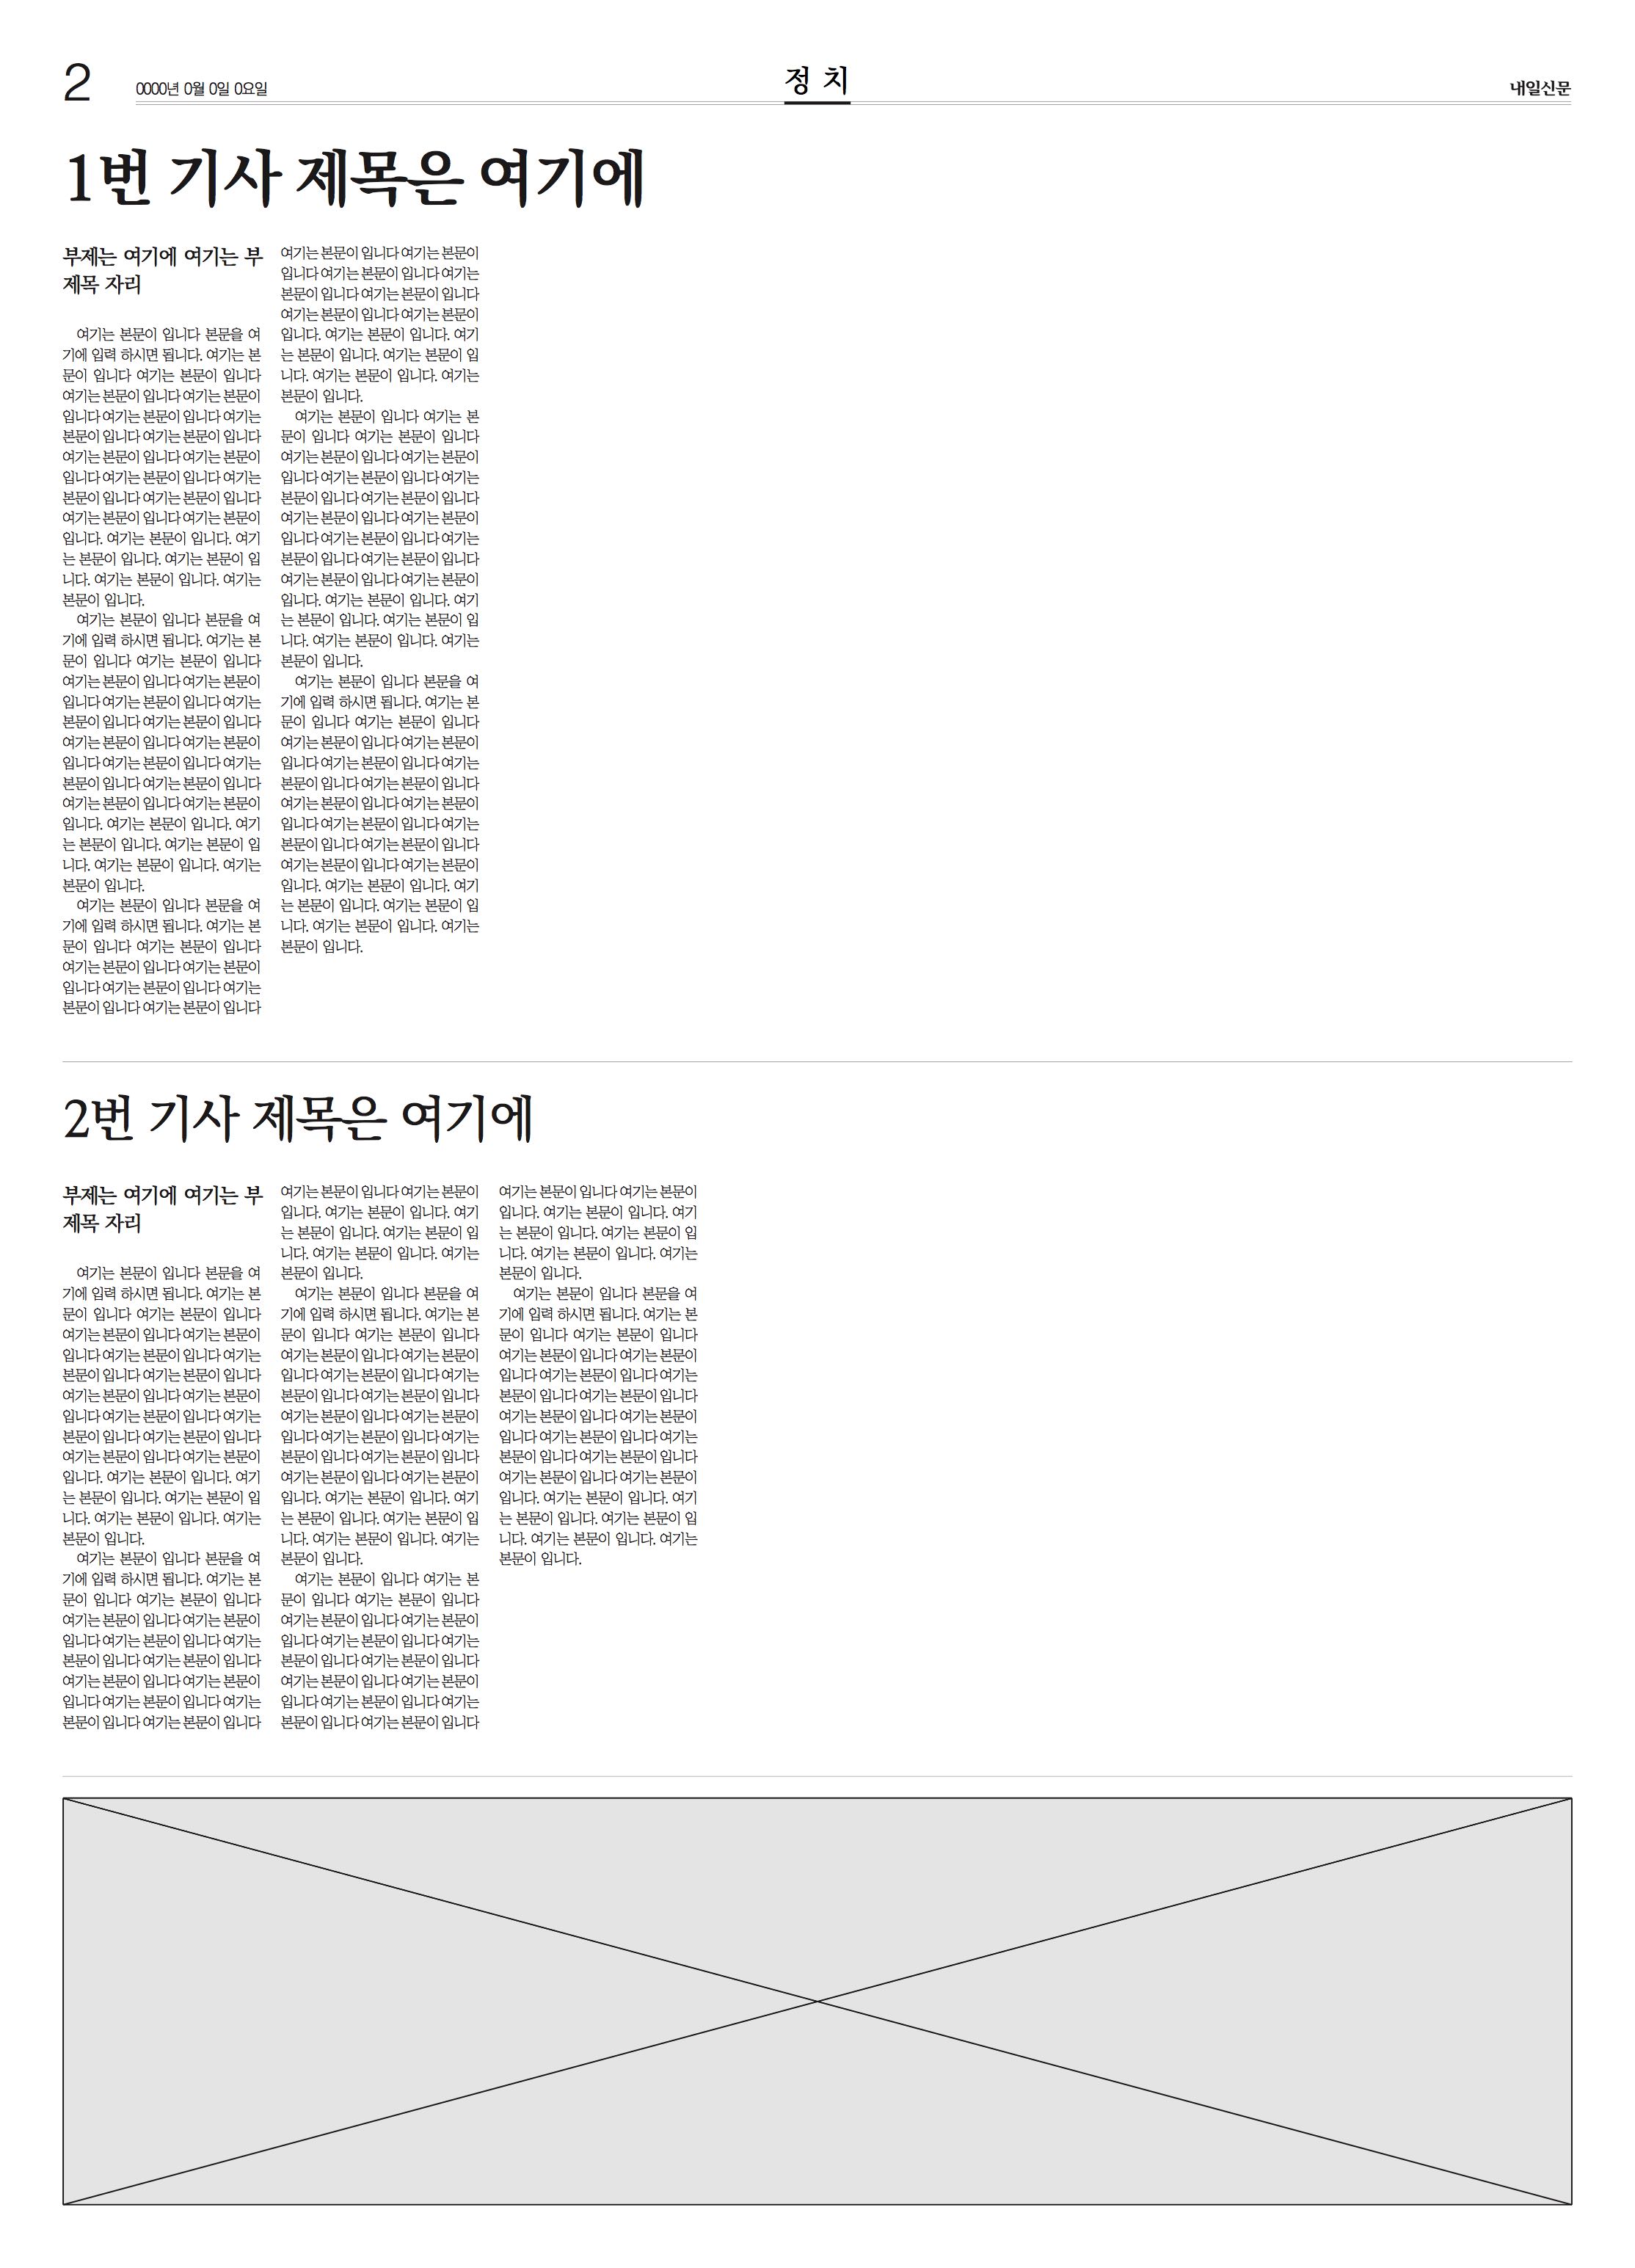 2
0000년 0월 0일 0요일
정 치
내일신문
1번 기사 제목은 여기에
부제는 여기에 여기는 부
제목 자리
여기는 본문이 입니다 본문을 여
기에 입력 하시면 됩니다. 여기는 본
문이 입니다 여기는 본문이 입니다
여기는 본문이 입니다 여기는 본문이
입니다 여기는 본문이 입니다 여기는
본문이 입니다 여기는 본문이 입니다
여기는 본문이 입니다 여기는 본문이
입니다 여기는 본문이 입니다 여기는
본문이 입니다 여기는 본문이 입니다
여기는 본문이 입니다 여기는 본문이
입니다. 여기는 본문이 입니다. 여기
는 본문이 입니다. 여기는 본문이 입
니다. 여기는 본문이 입니다. 여기는
본문이 입니다.
여기는 본문이 입니다 본문을 여
기에 입력 하시면 됩니다. 여기는 본
문이 입니다 여기는 본문이 입니다
여기는 본문이 입니다 여기는 본문이
입니다 여기는 본문이 입니다 여기는
본문이 입니다 여기는 본문이 입니다
여기는 본문이 입니다 여기는 본문이
입니다 여기는 본문이 입니다 여기는
본문이 입니다 여기는 본문이 입니다
여기는 본문이 입니다 여기는 본문이
입니다. 여기는 본문이 입니다. 여기
는 본문이 입니다. 여기는 본문이 입
니다. 여기는 본문이 입니다. 여기는
본문이 입니다.
여기는 본문이 입니다 본문을 여
기에 입력 하시면 됩니다. 여기는 본
문이 입니다 여기는 본문이 입니다
여기는 본문이 입니다 여기는 본문이
입니다 여기는 본문이 입니다 여기는
본문이 입니다 여기는 본문이 입니다
여기는 본문이 입니다 여기는 본문이
입니다 여기는 본문이 입니다 여기는
본문이 입니다 여기는 본문이 입니다
여기는 본문이 입니다 여기는 본문이
입니다. 여기는 본문이 입니다. 여기
는 본문이 입니다. 여기는 본문이 입
니다. 여기는 본문이 입니다. 여기는
본문이 입니다.
여기는 본문이 입니다 여기는 본
문이 입니다 여기는 본문이 입니다
여기는 본문이 입니다 여기는 본문이
입니다 여기는 본문이 입니다 여기는
본문이 입니다 여기는 본문이 입니다
여기는 본문이 입니다 여기는 본문이
입니다 여기는 본문이 입니다 여기는
본문이 입니다 여기는 본문이 입니다
여기는 본문이 입니다 여기는 본문이
입니다. 여기는 본문이 입니다. 여기
는 본문이 입니다. 여기는 본문이 입
니다. 여기는 본문이 입니다. 여기는
본문이 입니다.
여기는 본문이 입니다 본문을 여
기에 입력 하시면 됩니다. 여기는 본
문이 입니다 여기는 본문이 입니다
여기는 본문이 입니다 여기는 본문이
입니다 여기는 본문이 입니다 여기는
본문이 입니다 여기는 본문이 입니다
여기는 본문이 입니다 여기는 본문이
입니다 여기는 본문이 입니다 여기는
본문이 입니다 여기는 본문이 입니다
여기는 본문이 입니다 여기는 본문이
입니다. 여기는 본문이 입니다. 여기
는 본문이 입니다. 여기는 본문이 입
니다. 여기는 본문이 입니다. 여기는
본문이 입니다.
2번 기사 제목은 여기에
부제는 여기에 여기는 부
제목 자리
여기는 본문이 입니다 본문을 여
기에 입력 하시면 됩니다. 여기는 본
문이 입니다 여기는 본문이 입니다
여기는 본문이 입니다 여기는 본문이
입니다 여기는 본문이 입니다 여기는
본문이 입니다 여기는 본문이 입니다
여기는 본문이 입니다 여기는 본문이
입니다 여기는 본문이 입니다 여기는
본문이 입니다 여기는 본문이 입니다
여기는 본문이 입니다 여기는 본문이
입니다. 여기는 본문이 입니다. 여기
는 본문이 입니다. 여기는 본문이 입
니다. 여기는 본문이 입니다. 여기는
본문이 입니다.
여기는 본문이 입니다 본문을 여
기에 입력 하시면 됩니다. 여기는 본
문이 입니다 여기는 본문이 입니다
여기는 본문이 입니다 여기는 본문이
입니다 여기는 본문이 입니다 여기는
본문이 입니다 여기는 본문이 입니다
여기는 본문이 입니다 여기는 본문이
입니다 여기는 본문이 입니다 여기는
본문이 입니다 여기는 본문이 입니다
여기는 본문이 입니다 여기는 본문이
입니다. 여기는 본문이 입니다. 여기
는 본문이 입니다. 여기는 본문이 입
니다. 여기는 본문이 입니다. 여기는
본문이 입니다.
여기는 본문이 입니다 본문을 여
기에 입력 하시면 됩니다. 여기는 본
문이 입니다 여기는 본문이 입니다
여기는 본문이 입니다 여기는 본문이
입니다 여기는 본문이 입니다 여기는
본문이 입니다 여기는 본문이 입니다
여기는 본문이 입니다 여기는 본문이
입니다 여기는 본문이 입니다 여기는
본문이 입니다 여기는 본문이 입니다
여기는 본문이 입니다 여기는 본문이
입니다. 여기는 본문이 입니다. 여기
는 본문이 입니다. 여기는 본문이 입
니다. 여기는 본문이 입니다. 여기는
본문이 입니다.
여기는 본문이 입니다 여기는 본
문이 입니다 여기는 본문이 입니다
여기는 본문이 입니다 여기는 본문이
입니다 여기는 본문이 입니다 여기는
본문이 입니다 여기는 본문이 입니다
여기는 본문이 입니다 여기는 본문이
입니다 여기는 본문이 입니다 여기는
본문이 입니다 여기는 본문이 입니다
여기는 본문이 입니다 여기는 본문이
입니다. 여기는 본문이 입니다. 여기
는 본문이 입니다. 여기는 본문이 입
니다. 여기는 본문이 입니다. 여기는
본문이 입니다.
여기는 본문이 입니다 본문을 여
기에 입력 하시면 됩니다. 여기는 본
문이 입니다 여기는 본문이 입니다
여기는 본문이 입니다 여기는 본문이
입니다 여기는 본문이 입니다 여기는
본문이 입니다 여기는 본문이 입니다
여기는 본문이 입니다 여기는 본문이
입니다 여기는 본문이 입니다 여기는
본문이 입니다 여기는 본문이 입니다
여기는 본문이 입니다 여기는 본문이
입니다. 여기는 본문이 입니다. 여기
는 본문이 입니다. 여기는 본문이 입
니다. 여기는 본문이 입니다. 여기는
본문이 입니다.